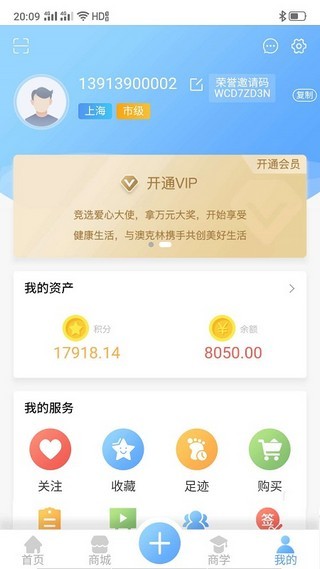 20:09 4G 4G HD
13913900002
荣誉邀请码
WCD7ZD3N
复制
上海 市级
开通会员
开通VIP
竞选爱心大使，拿万元大奖，开始享受
健康生活，与澳克林携手共创美好生活
我的资产
积分 余额
17918.14 8050.00
我的服务
关注 收藏 足迹 购买
签
首页 商城 商学 我的